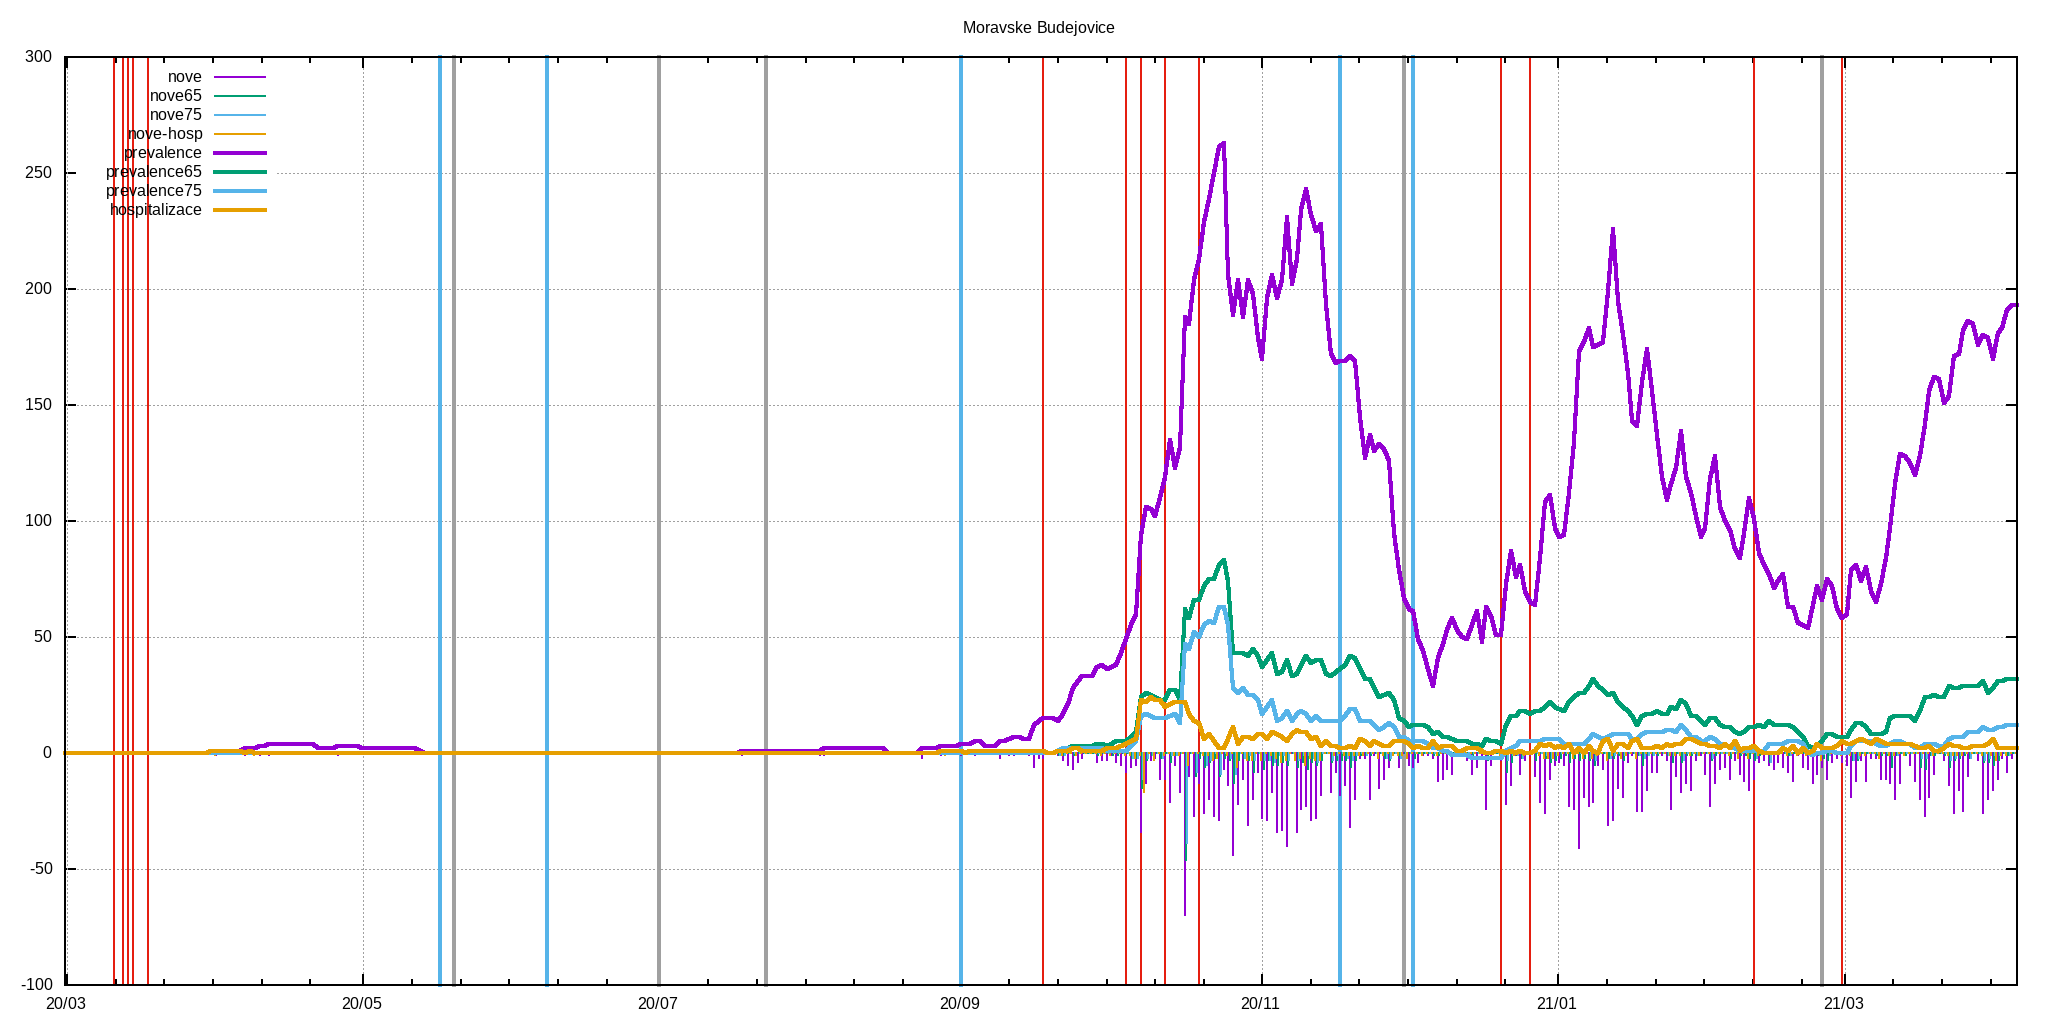 Moravske Budejovice
300
250
200
150
100
50
0
-50
-100
nove
nove65
nove75
nove-hosp
prevalence
prevalence65
prevalence75
hospitalizace
20/03 20/05 20/07 20/09 20/11 21/01 21/03